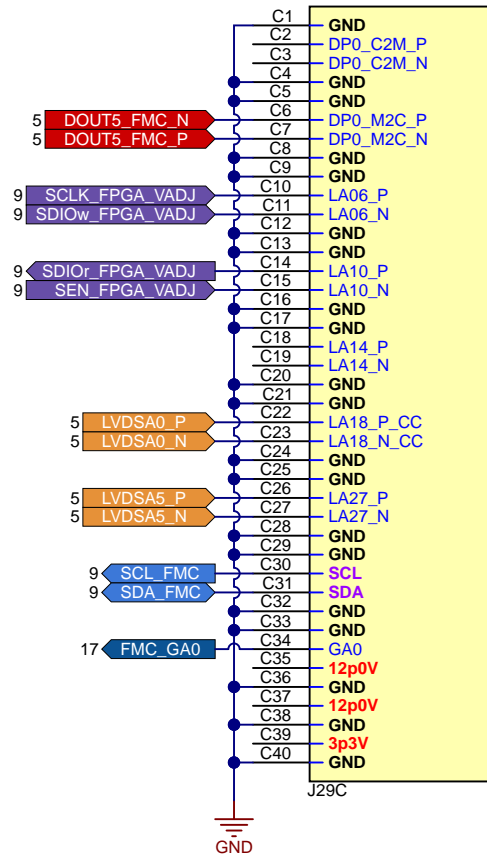 C1 GND
C2 DP0_C2M_P
C3 DP0_C2M_N
C4 GND
C5 GND
5 DOUT5_FMC_N C6 DP0_M2C_P
5 DOUT5_FMC_P C7 DP0_M2C_N
C8 GND
C9 GND
9 SCLK_FPGA_VADJ C10 LA06_P
9 SDIOw_FPGA_VADJ C11 LA06_N
C12 GND
C13 GND
9 SDIOr_FPGA_VADJ C14 LA10_P
9 SEN_FPGA_VADJ C15 LA10_N
C16 GND
C17 GND
C18 LA14_P
C19 LA14_N
C20 GND
C21 GND
5 LVDSA0_P C22 LA18_P_CC
5 LVDSA0_N C23 LA18_N_CC
C24 GND
C25 GND
5 LVDSA5_P C26 LA27_P
5 LVDSA5_N C27 LA27_N
C28 GND
C29 GND
9 SCL_FMC C30 SCL
9 SDA_FMC C31 SDA
C32 GND
C33 GND
17 FMC_GA0 C34 GA0
C35 12p0V
C36 GND
C37 12p0V
C38 GND
C39 3p3V
C40 GND
J29C
GND